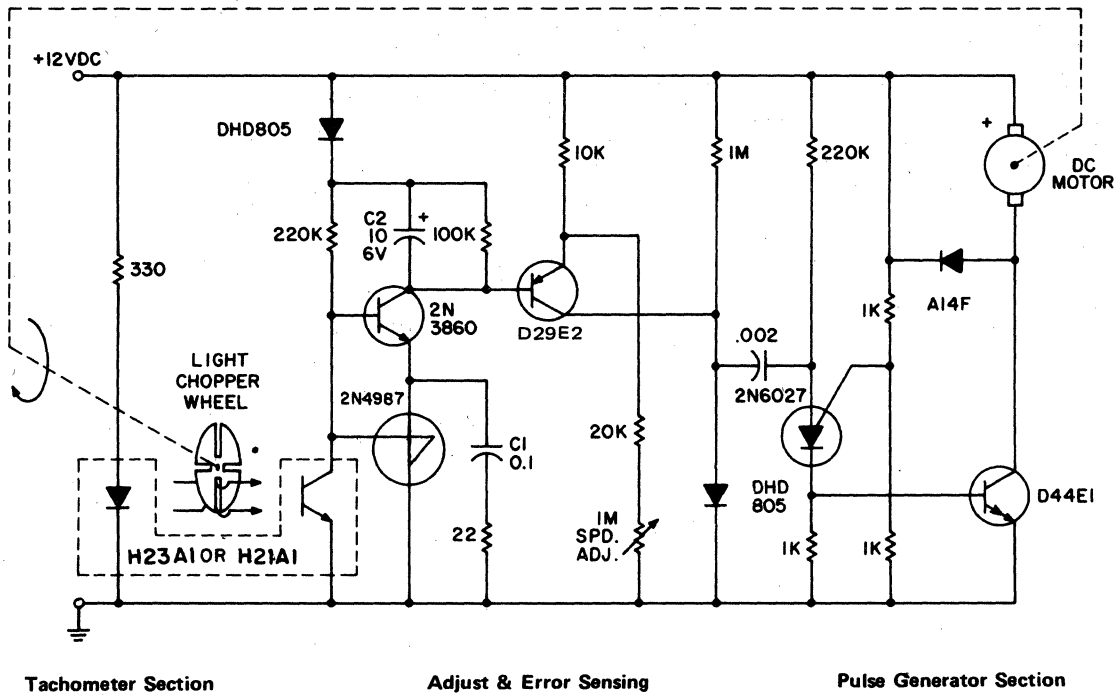 +12VDC
DHD805
10K
1M
220K
+
DC
MOTOR
220K
C2
10
6V
+
100K
330
2N
3860
D29E2
1K
A14F
LIGHT
CHOPPER
WHEEL
2N4987
.002
2N6027
C1
0.1
20K
DHD
805
D44E1
22
1M
SPD.
ADJ.
1K
1K
H23A1 OR H21A1
Tachometer Section
Adjust & Error Sensing
Pulse Generator Section